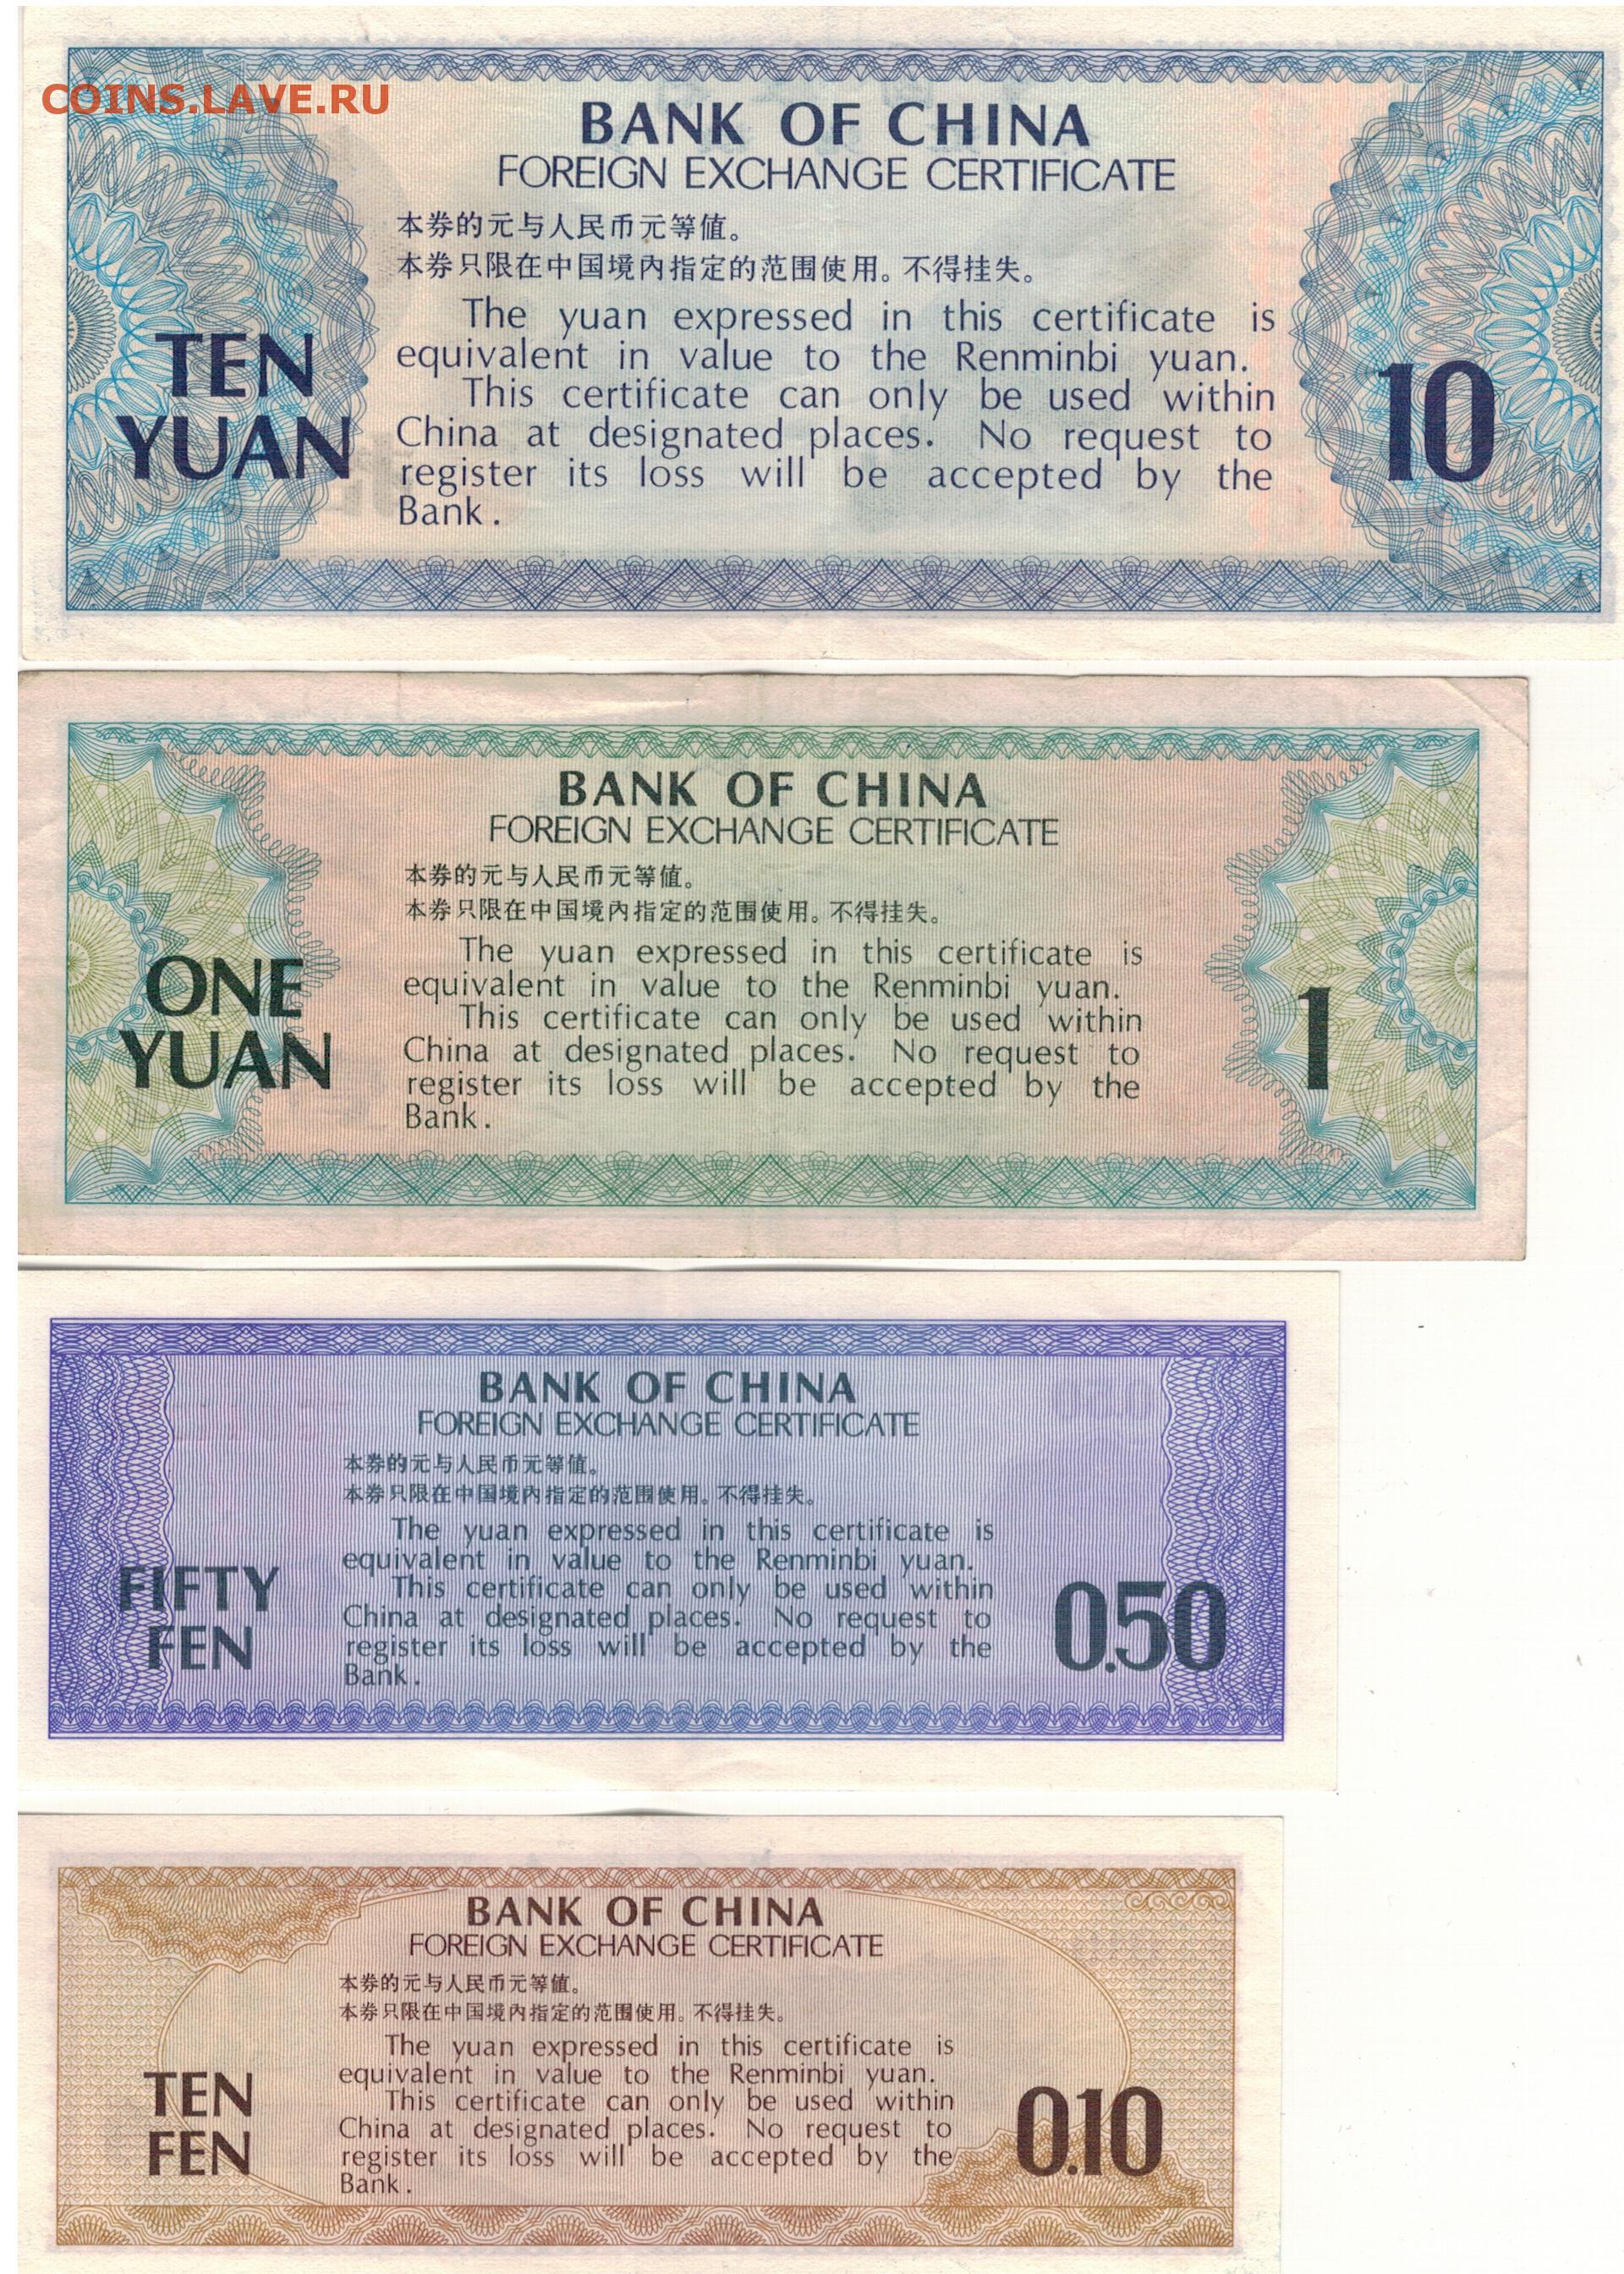 COINS.LAVE.RU
BANK OF CHINA
FOREIGN EXCHANGE CERTIFICATE
本券的元与人民币元等值。
本券只限在中国境内指定的范围使用。不得挂失。
The yuan expressed in this certificate is
equivalent in value to the Renminbi yuan.
This certificate can only be used within
China at designated places. No request to
register its loss will be accepted by the
Bank.
TEN
YUAN
10
BANK OF CHINA
FOREIGN EXCHANGE CERTIFICATE
本券的元与人民币元等值。
本券只限在中国境内指定的范围使用。不得挂失。
The yuan expressed in this certificate is
equivalent in value to the Renminbi yuan.
This certificate can only be used within
China at designated places. No request to
register its loss will be accepted by the
Bank.
ONE
YUAN
1
BANK OF CHINA
FOREIGN EXCHANGE CERTIFICATE
本券的元与人民币元等值。
本券只限在中国境内指定的范围使用。不得挂失。
The yuan expressed in this certificate is
equivalent in value to the Renminbi yuan.
This certificate can only be used within
China at designated places. No request to
register its loss will be accepted by the
Bank.
FIFTY
FEN
0.50
BANK OF CHINA
FOREIGN EXCHANGE CERTIFICATE
本券的元与人民币元等值。
本券只限在中国境内指定的范围使用。不得挂失。
The yuan expressed in this certificate is
equivalent in value to the Renminbi yuan.
This certificate can only be used within
China at designated places. No request to
register its loss will be accepted by the
Bank.
TEN
FEN
0.10